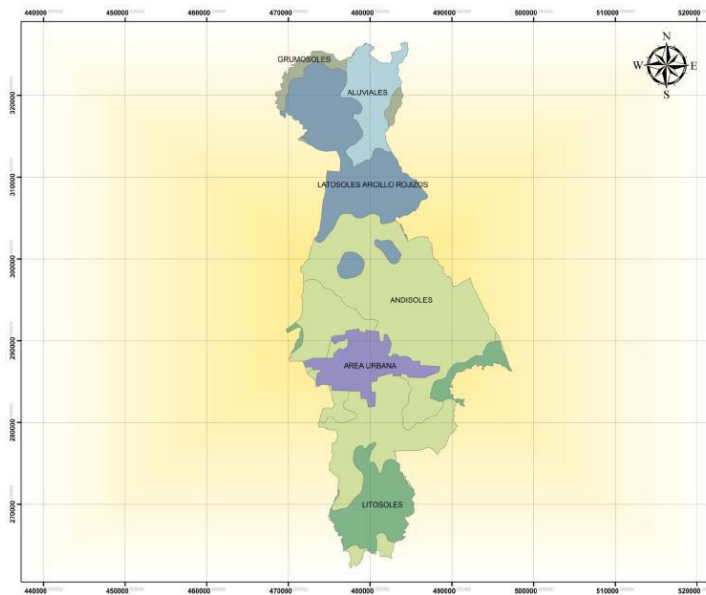 440000 450000 460000 470000 480000 490000 500000 510000 520000
N
W E
S
GRUMOSOLES
ALUVIALES
320000
310000
LATOSOLES ARCILLO ROJIZOS
300000
ANDISOLES
290000
AREA URBANA
280000
270000
LITOSOLES
440000 450000 460000 470000 480000 490000 500000 510000 520000